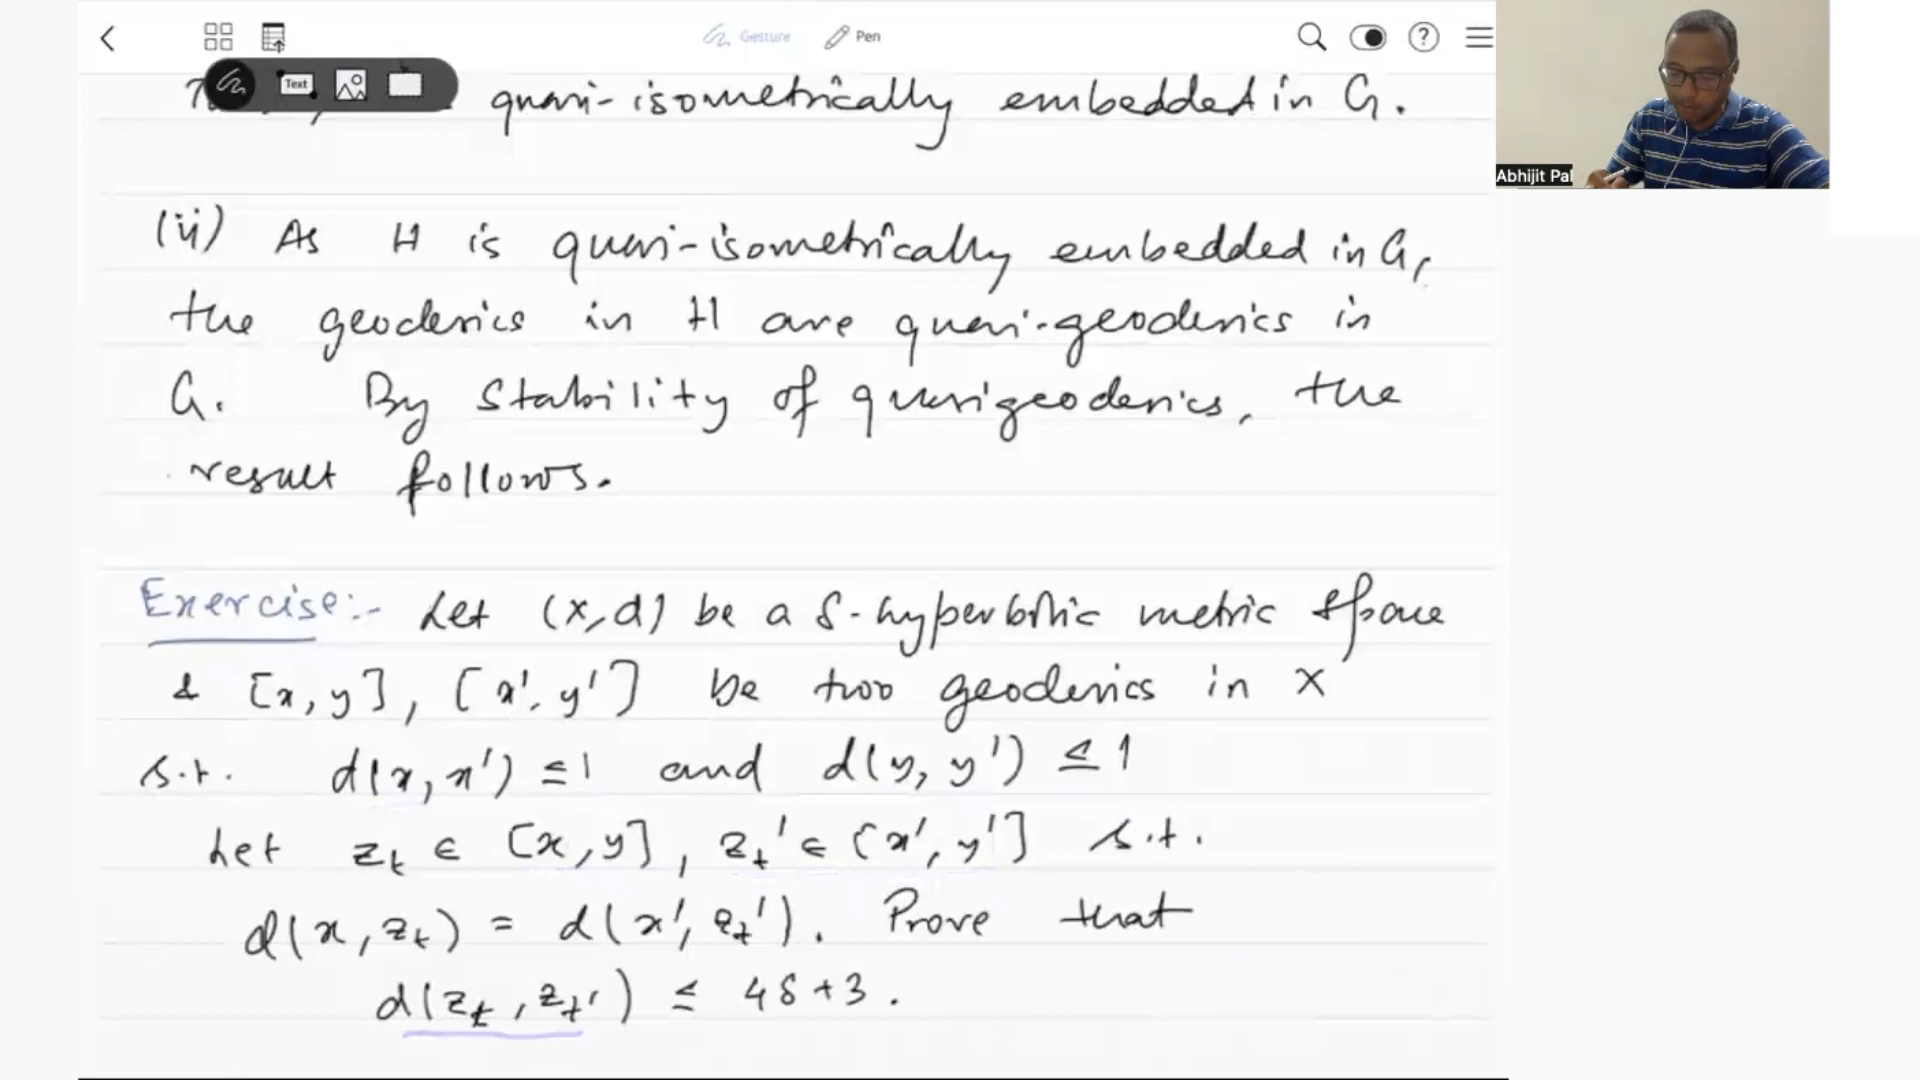 Gesture
Pen
Text
quasi-isometrically embedded in G.
Abhijit Pal
(ii) As H is quasi-isometrically embedded in G,
the geodesics in H are quasi-geodesics in
G. By stability of quasigeodesics, the
result follows.
Exercise:- Let (X,d) be a δ-hyperbolic metric space
& [x,y], [x',y'] be two geodesics in X
s.t. d(x,x') ≤ 1 and d(y,y') ≤ 1
Let z_t ∈ [x,y], z_t' ∈ [x',y'] s.t.
d(x,z_t) = d(x',z_t'). Prove that
d(z_t,z_t') ≤ 4δ+3.